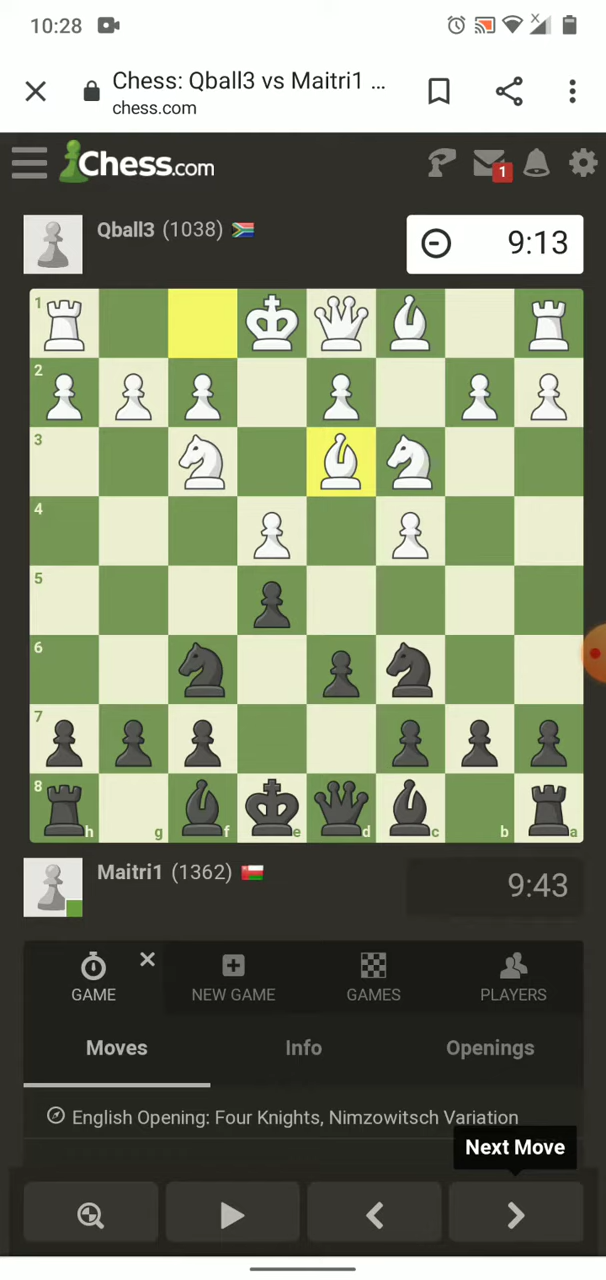 10:28
Chess: Qball3 vs Maitri1 ...
chess.com
Chess.com
1
Qball3 (1038)
9:13
1
2
3
4
5
6
7
8
h g f e d c b a
Maitri1 (1362)
9:43
GAME
NEW GAME
GAMES
PLAYERS
Moves
Info
Openings
English Opening: Four Knights, Nimzowitsch Variation
Next Move